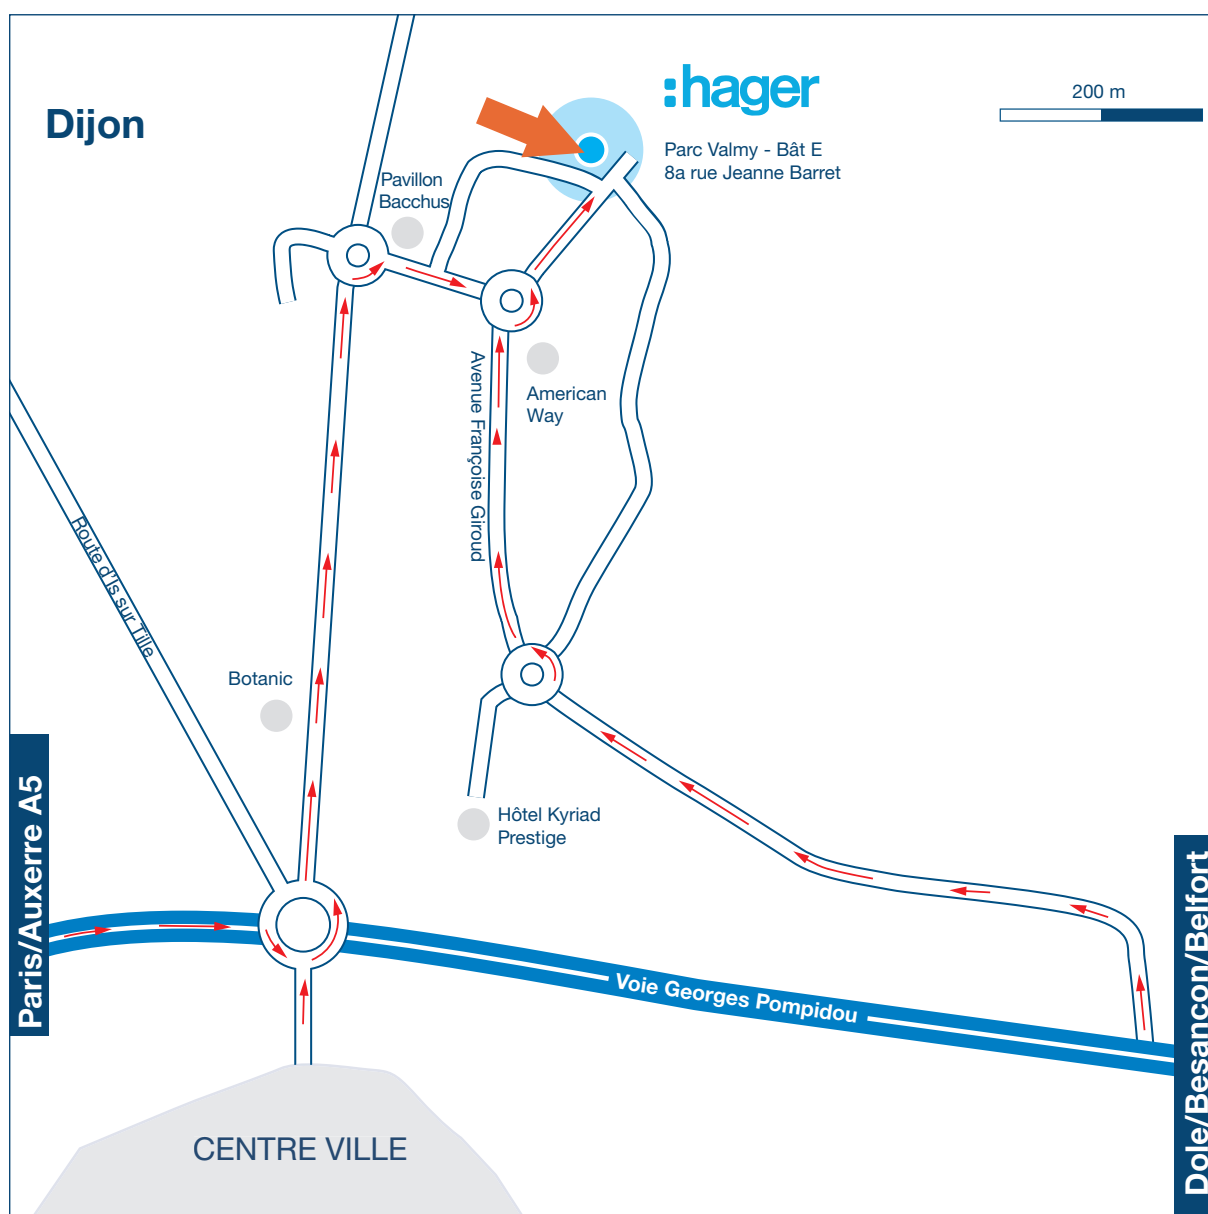 Dijon
:hager
200 m
Parc Valmy - Bât E
8a rue Jeanne Barret
Pavillon
Bacchus
American
Way
Avenue Françoise Giroud
Route d'Is sur Tille
Botanic
Hôtel Kyriad
Prestige
Paris/Auxerre A5
Voie Georges Pompidou
Dole/Besançon/Belfort
CENTRE VILLE